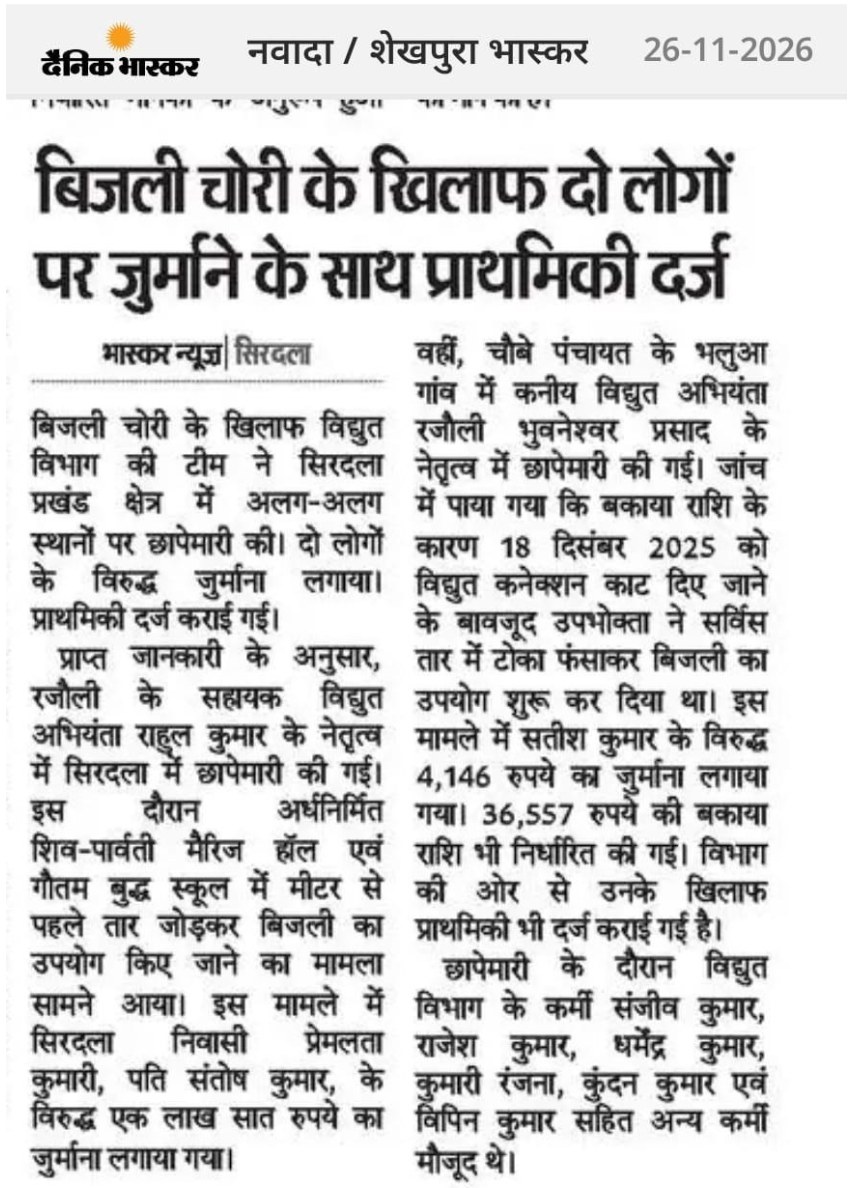 दैनिक भास्कर
नवादा / शेखपुरा भास्कर
26-11-2026
बिजली चोरी के खिलाफ दो लोगों
पर जुर्माने के साथ प्राथमिकी दर्ज
भास्कर न्यूज | सिरदला
बिजली चोरी के खिलाफ विद्युत
विभाग की टीम ने सिरदला
प्रखंड क्षेत्र में अलग-अलग
स्थानों पर छापेमारी की। दो लोगों
के विरुद्ध जुर्माना लगाया।
प्राथमिकी दर्ज कराई गई।
प्राप्त जानकारी के अनुसार,
रजौली के सहायक विद्युत
अभियंता राहुल कुमार के नेतृत्व
में सिरदला में छापेमारी की गई।
इस दौरान अर्धनिर्मित
शिव-पार्वती मैरिज हॉल एवं
गौतम बुद्ध स्कूल में मीटर से
पहले तार जोड़कर बिजली का
उपयोग किए जाने का मामला
सामने आया। इस मामले में
सिरदला निवासी प्रेमलता
कुमारी, पति संतोष कुमार, के
विरुद्ध एक लाख सात रुपये का
जुर्माना लगाया गया।
वहीं, चौबे पंचायत के भलुआ
गांव में कनीय विद्युत अभियंता
रजौली भुवनेश्वर प्रसाद के
नेतृत्व में छापेमारी की गई। जांच
में पाया गया कि बकाया राशि के
कारण 18 दिसंबर 2025 को
विद्युत कनेक्शन काट दिए जाने
के बावजूद उपभोक्ता ने सर्विस
तार में टोका फंसाकर बिजली का
उपयोग शुरू कर दिया था। इस
मामले में सतीश कुमार के विरुद्ध
4,146 रुपये का जुर्माना लगाया
गया। 36,557 रुपये की बकाया
राशि भी निर्धारित की गई। विभाग
की ओर से उनके खिलाफ
प्राथमिकी भी दर्ज कराई गई है।
छापेमारी के दौरान विद्युत
विभाग के कर्मी संजीव कुमार,
राजेश कुमार, धर्मेंद्र कुमार,
कुमारी रंजना, कुंदन कुमार एवं
विपिन कुमार सहित अन्य कर्मी
मौजूद थे।